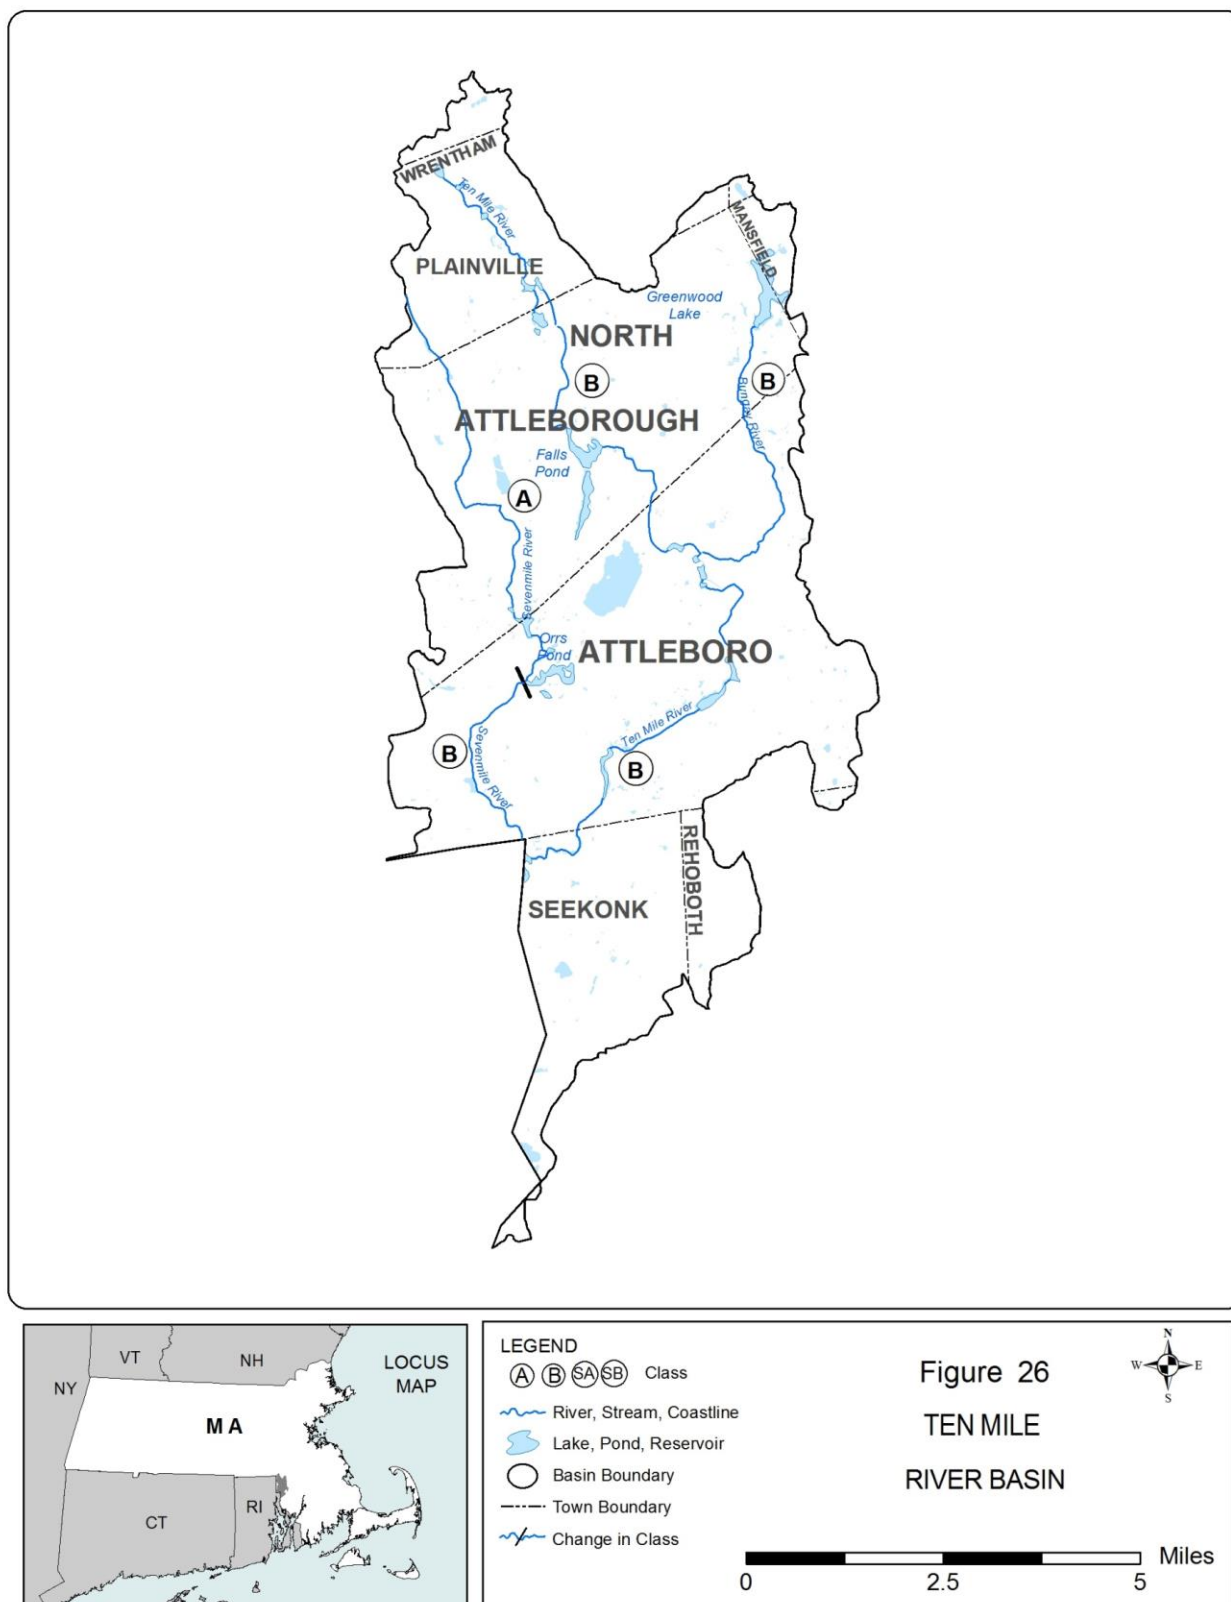 WRENTHAM
Ten Mile River
MANSFIELD
PLAINVILLE
Greenwood
Lake
NORTH
B
B
Bungay River
ATTLEBOROUGH
Falls
Pond
A
Sevenmile River
Orrs
Pond
ATTLEBORO
Ten Mile River
B
Sevenmile River
B
REHOBOTH
SEEKONK
VT
NH
LOCUS
MAP
NY
MA
CT
RI
LEGEND
A B SA SB Class
River, Stream, Coastline
Lake, Pond, Reservoir
Basin Boundary
Town Boundary
Change in Class
Figure 26
TEN MILE
RIVER BASIN
N
W E
S
Miles
0 2.5 5